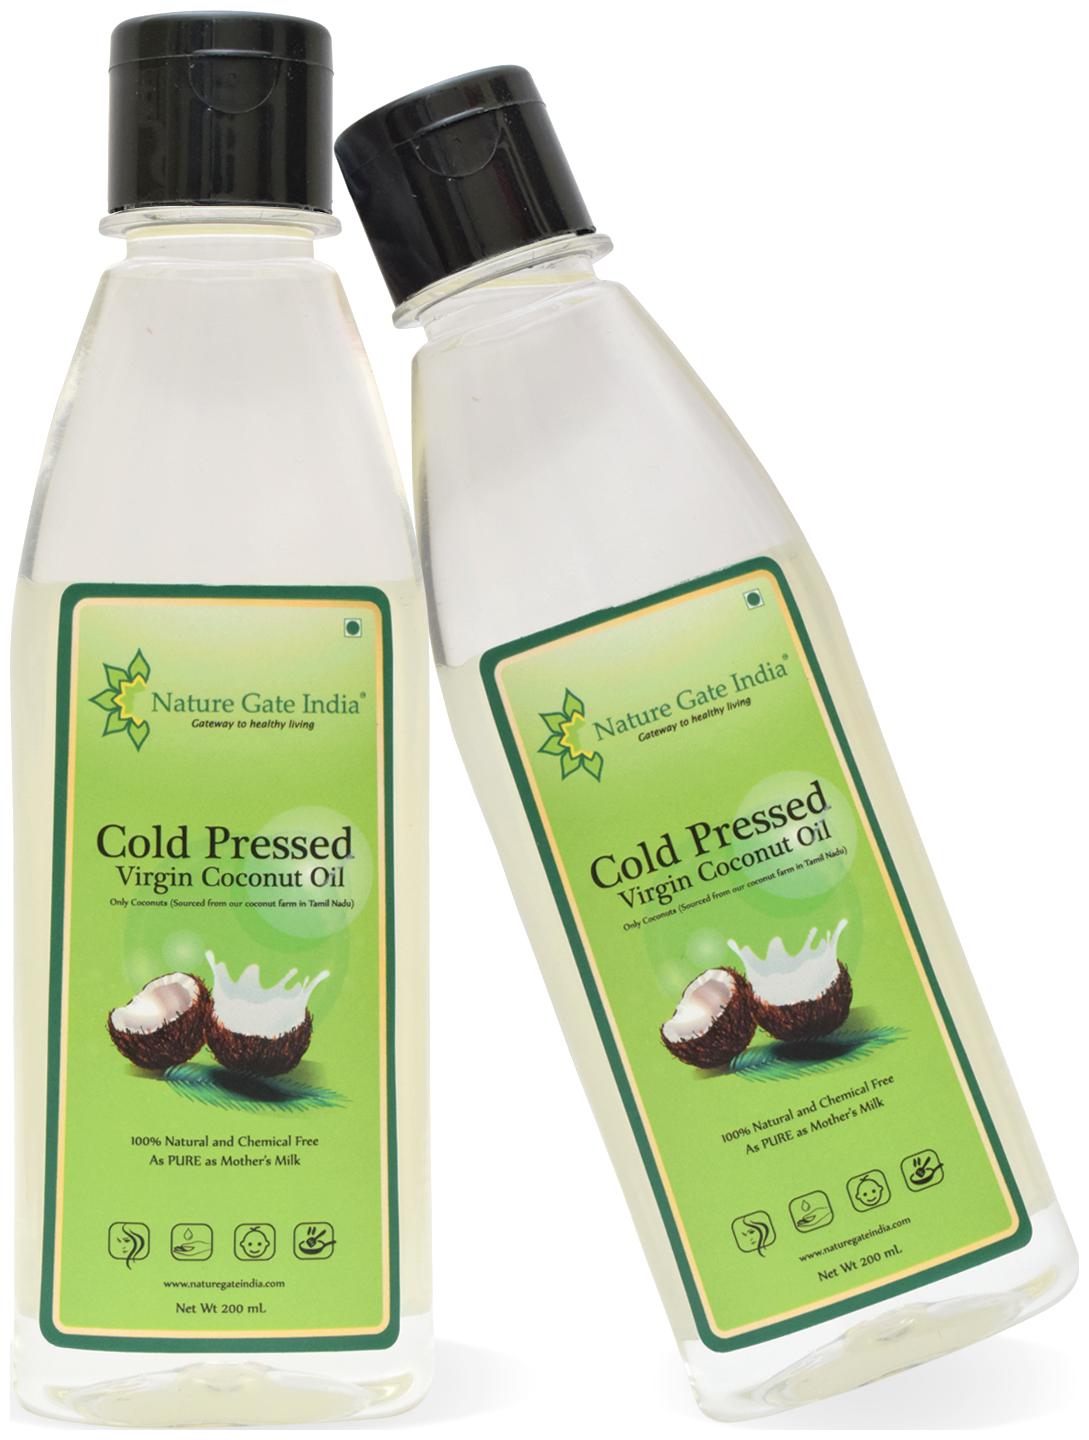 Nature Gate India®
Gateway to healthy living
Cold Pressed
Virgin Coconut Oil
Only Coconuts (Sourced from our coconut farm in Tamil Nadu)
100% Natural and Chemical Free
As PURE as Mother's Milk
www.naturegateindia.com
Net Wt 200 mL
Nature Gate India®
Gateway to healthy living
Cold Pressed
Virgin Coconut Oil
Only Coconuts (Sourced from our coconut farm in Tamil Nadu)
100% Natural and Chemical Free
As PURE as Mother's Milk
www.naturegateindia.com
Net Wt 200 mL